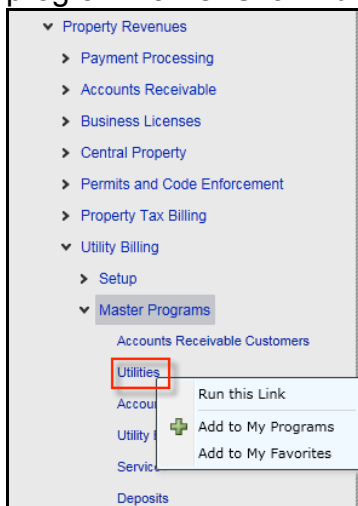 Property Revenues
Payment Processing
Accounts Receivable
Business Licenses
Central Property
Permits and Code Enforcement
Property Tax Billing
Utility Billing
Setup
Master Programs
Accounts Receivable Customers
Utilities
Run this Link
Add to My Programs
Utility
Add to My Favorites
Service
Deposits